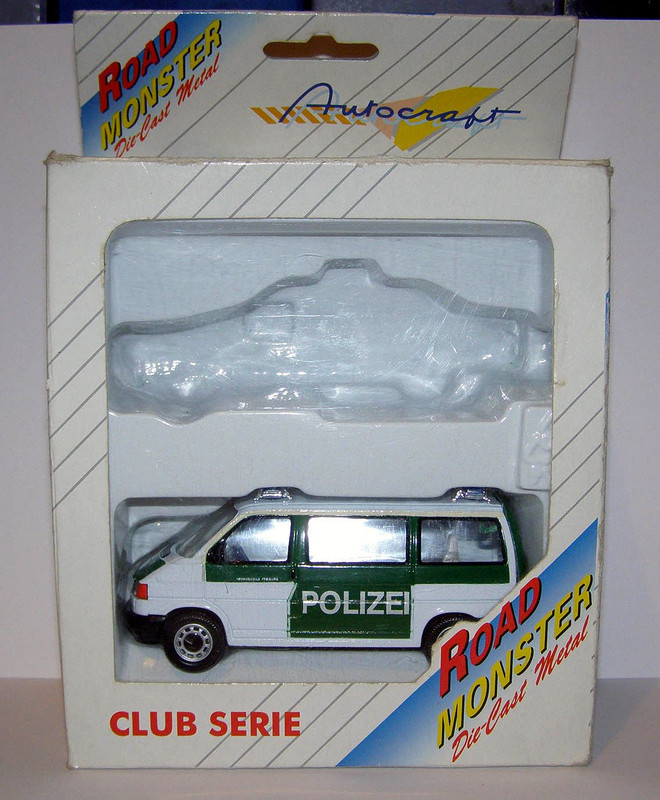 ROAD
MONSTER
Die-Cast Metal
Autocraft
POLIZEI
ROAD
MONSTER
Die-Cast Metal
CLUB SERIE